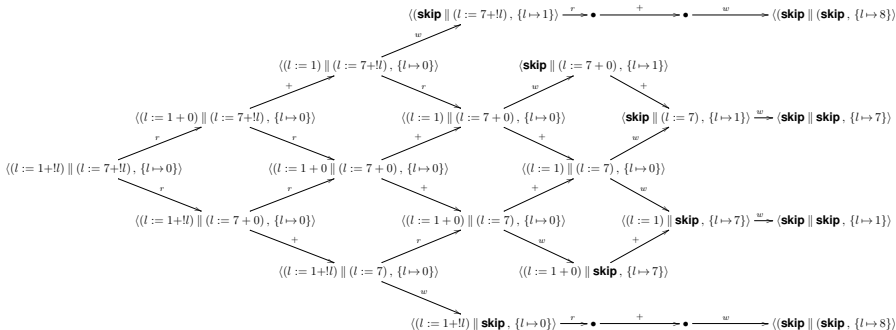 ⟨(skip ∥ (l := 7+!l) , {l ↦ 1}⟩ r • + • w ⟨(skip ∥ (skip , {l ↦ 8}⟩
w
⟨(l := 1) ∥ (l := 7+!l) , {l ↦ 0}⟩ ⟨skip ∥ (l := 7 + 0) , {l ↦ 1}⟩
+ r w +
⟨(l := 1 + 0) ∥ (l := 7+!l) , {l ↦ 0}⟩ ⟨(l := 1) ∥ (l := 7 + 0) , {l ↦ 0}⟩ ⟨skip ∥ (l := 7) , {l ↦ 1}⟩ w ⟨skip ∥ skip , {l ↦ 7}⟩
r r + + w
⟨(l := 1+!l) ∥ (l := 7+!l) , {l ↦ 0}⟩ ⟨(l := 1 + 0 ∥ (l := 7 + 0) , {l ↦ 0}⟩ ⟨(l := 1) ∥ (l := 7) , {l ↦ 0}⟩
r r + + w
⟨(l := 1+!l) ∥ (l := 7 + 0) , {l ↦ 0}⟩ ⟨(l := 1 + 0) ∥ (l := 7) , {l ↦ 0}⟩ ⟨(l := 1) ∥ skip , {l ↦ 7}⟩ w ⟨skip ∥ skip , {l ↦ 1}⟩
+ r w +
⟨(l := 1+!l) ∥ (l := 7) , {l ↦ 0}⟩ ⟨(l := 1 + 0) ∥ skip , {l ↦ 7}⟩
w
⟨(l := 1+!l) ∥ skip , {l ↦ 0}⟩ r • + • w ⟨(skip ∥ (skip , {l ↦ 8}⟩